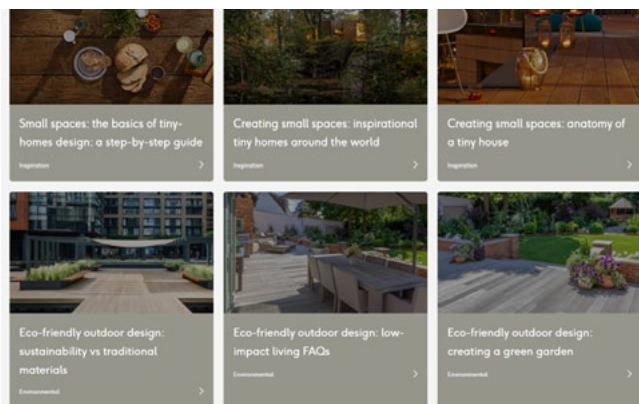 Small spaces: the basics of tiny-
homes design: a step-by-step guide
Inspiration
Creating small spaces: inspirational
tiny homes around the world
Inspiration
Creating small spaces: anatomy of
a tiny house
Inspiration
Eco-friendly outdoor design:
sustainability vs traditional
materials
Environmental
Eco-friendly outdoor design: low-
impact living FAQs
Environmental
Eco-friendly outdoor design:
creating a green garden
Environmental